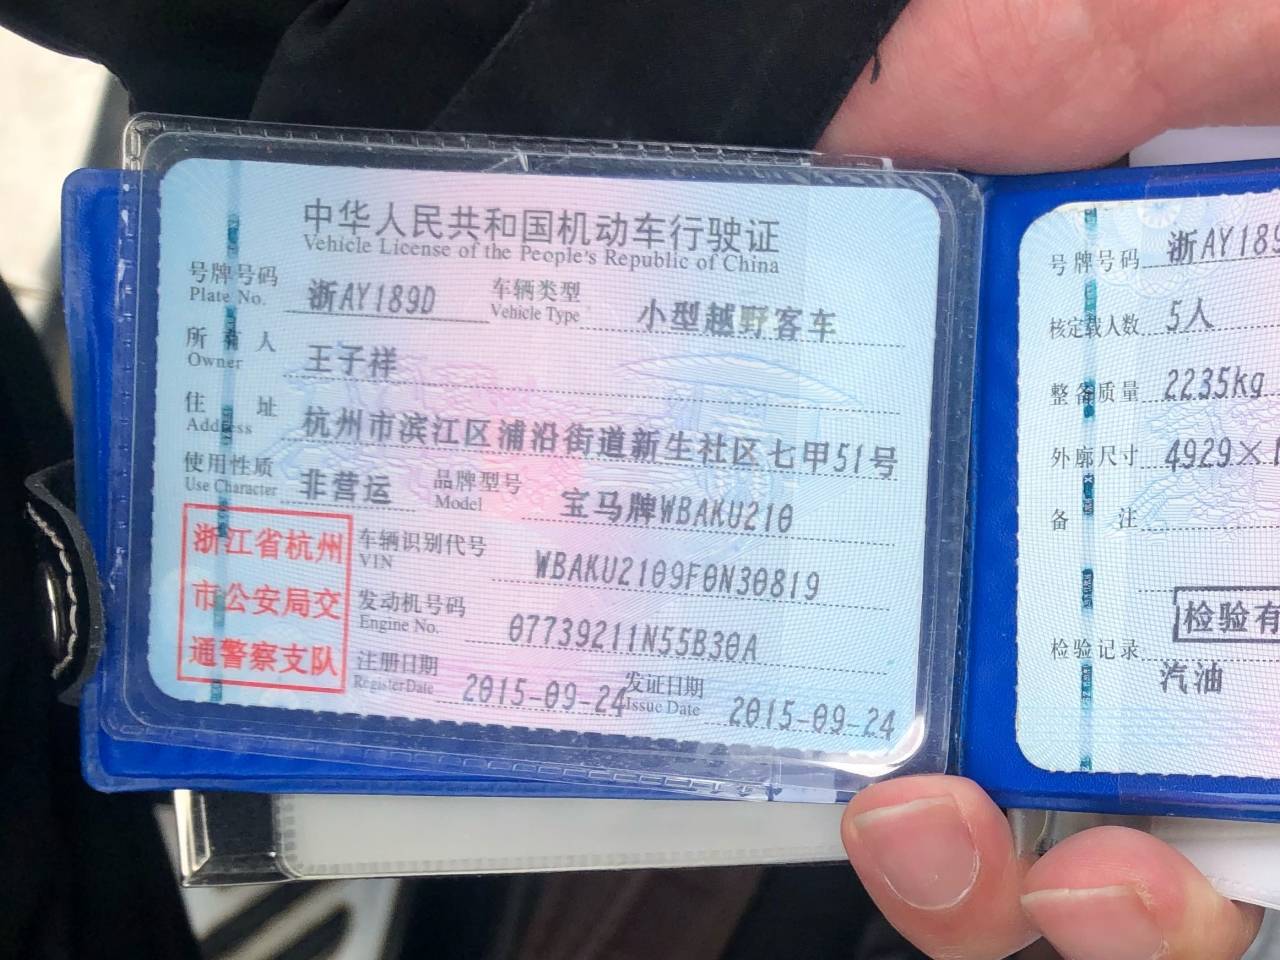 中华人民共和国机动车行驶证
Vehicle License of the People's Republic of China
号牌号码 浙AY189D 车辆类型 小型越野客车
Plate No. Vehicle Type
所有人 王子祥
Owner
住址 杭州市滨江区浦沿街道新生社区七甲51号
Address
使用性质 非营运 品牌型号 宝马牌WBAKU210
Use Character Model
车辆识别代号 WBAKU2109F0N30819
VIN
发动机号码 07739211N55B30A
Engine No.
注册日期 2015-09-24 发证日期 2015-09-24
Register Date Issue Date
浙江省杭州
市公安局交
通警察支队
号牌号码 浙AY189
核定载人数 5人
整备质量 2235kg
外廓尺寸 4929×1
备注
检验有
检验记录
汽油